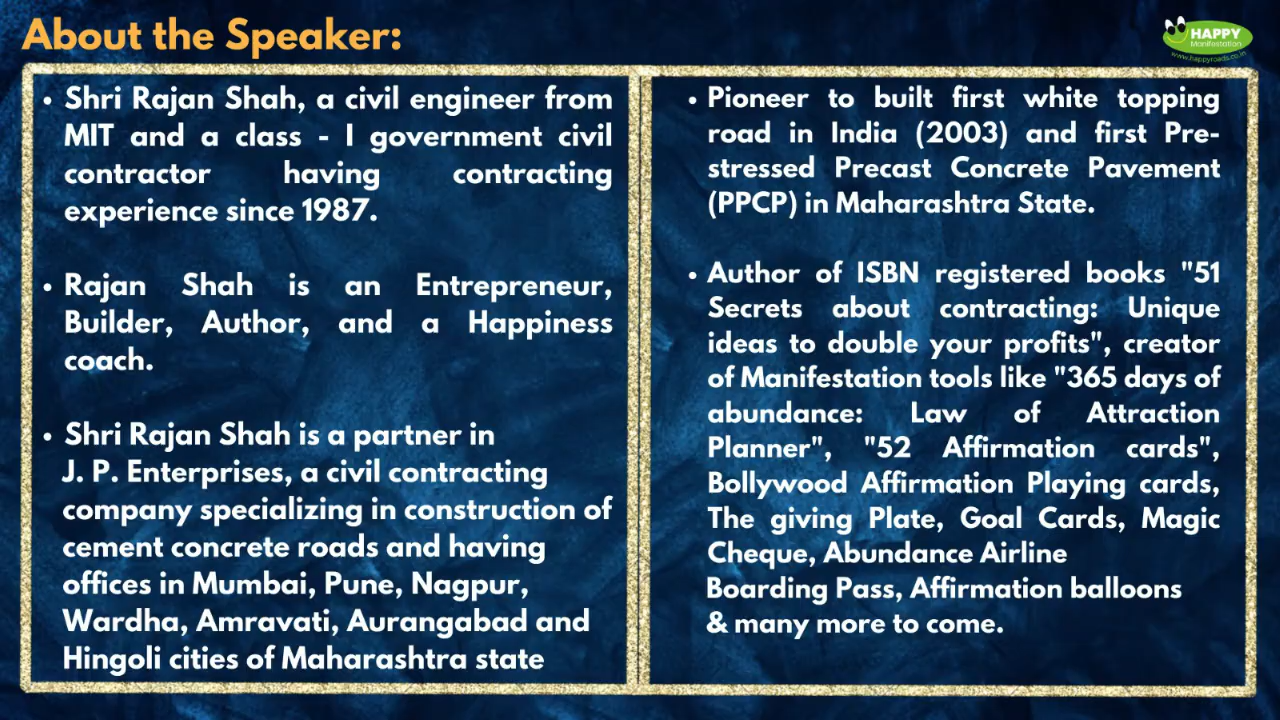 About the Speaker:
HAPPY
Manifestation
www.happyroads.co.in
• Shri Rajan Shah, a civil engineer from
MIT and a class - I government civil
contractor having contracting
experience since 1987.
• Rajan Shah is an Entrepreneur,
Builder, Author, and a Happiness
coach.
• Shri Rajan Shah is a partner in
J. P. Enterprises, a civil contracting
company specializing in construction of
cement concrete roads and having
offices in Mumbai, Pune, Nagpur,
Wardha, Amravati, Aurangabad and
Hingoli cities of Maharashtra state
• Pioneer to built first white topping
road in India (2003) and first Pre-
stressed Precast Concrete Pavement
(PPCP) in Maharashtra State.
• Author of ISBN registered books "51
Secrets about contracting: Unique
ideas to double your profits", creator
of Manifestation tools like "365 days of
abundance: Law of Attraction
Planner", "52 Affirmation cards",
Bollywood Affirmation Playing cards,
The giving Plate, Goal Cards, Magic
Cheque, Abundance Airline
Boarding Pass, Affirmation balloons
& many more to come.